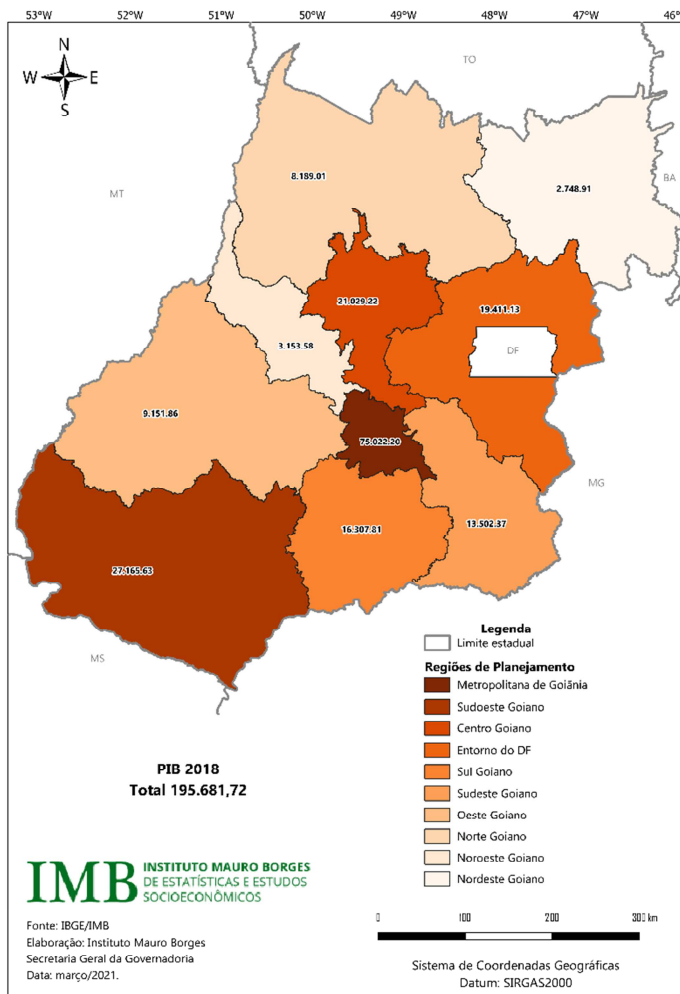 53°W 52°W 51°W 50°W 49°W 48°W 47°W 46°W
N
W E
S
TO
8.189.01
2.748.91
BA
MT
21.029.22
19.411.13
3.153.58
DF
9.151.86
75.022.20
MG
13.502.37
16.307.81
27.165.63
MS
Legenda
Limite estadual
Regiões de Planejamento
Metropolitana de Goiânia
Sudoeste Goiano
Centro Goiano
Entorno do DF
Sul Goiano
Sudeste Goiano
Oeste Goiano
Norte Goiano
Noroeste Goiano
Nordeste Goiano
PIB 2018
Total 195.681,72
IMB INSTITUTO MAURO BORGES
DE ESTATÍSTICAS E ESTUDOS
SOCIOECONÔMICOS
Fonte: IBGE/IMB
Elaboração: Instituto Mauro Borges
Secretaria Geral da Governadoria
Data: março/2021.
0 100 200 300 km
Sistema de Coordenadas Geográficas
Datum: SIRGAS2000